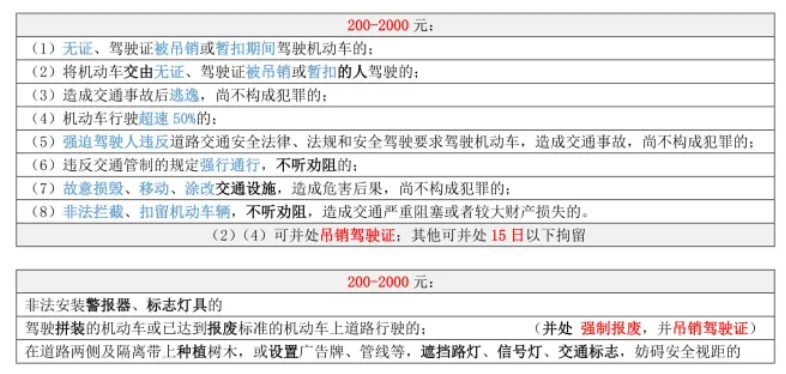 200-2000 元：
（1）无证、驾驶证被吊销或暂扣期间驾驶机动车的；
（2）将机动车交由无证、驾驶证被吊销或暂扣的人驾驶的；
（3）造成交通事故后逃逸，尚不构成犯罪的；
（4）机动车行驶超速 50%的；
（5）强迫驾驶人违反道路交通安全法律、法规和安全驾驶要求驾驶机动车，造成交通事故，尚不构成犯罪的；
（6）违反交通管制的规定强行通行，不听劝阻的；
（7）故意损毁、移动、涂改交通设施，造成危害后果，尚不构成犯罪的；
（8）非法拦截、扣留机动车辆，不听劝阻，造成交通严重阻塞或者较大财产损失的。
（2）（4）可并处吊销驾驶证；其他可并处 15 日以下拘留
200-2000 元：
非法安装警报器、标志灯具的
驾驶拼装的机动车或已达到报废标准的机动车上道路行驶的； （并处 强制报废，并吊销驾驶证）
在道路两侧及隔离带上种植树木，或设置广告牌、管线等，遮挡路灯、信号灯、交通标志，妨碍安全视距的